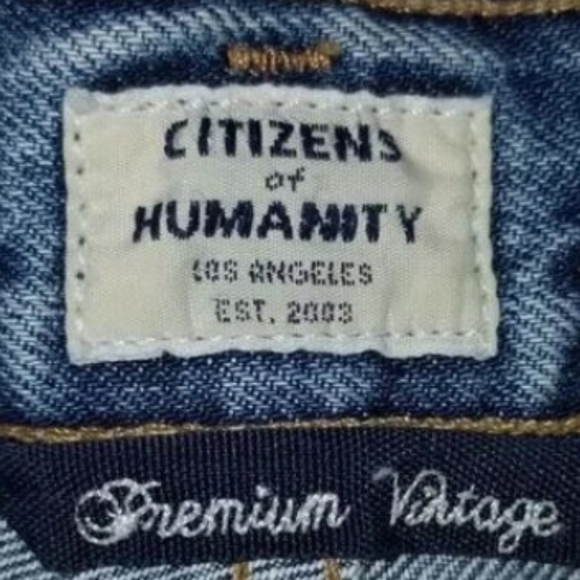 CITIZENS
of
HUMANITY
LOS ANGELES
EST. 2003
Premium Vintage